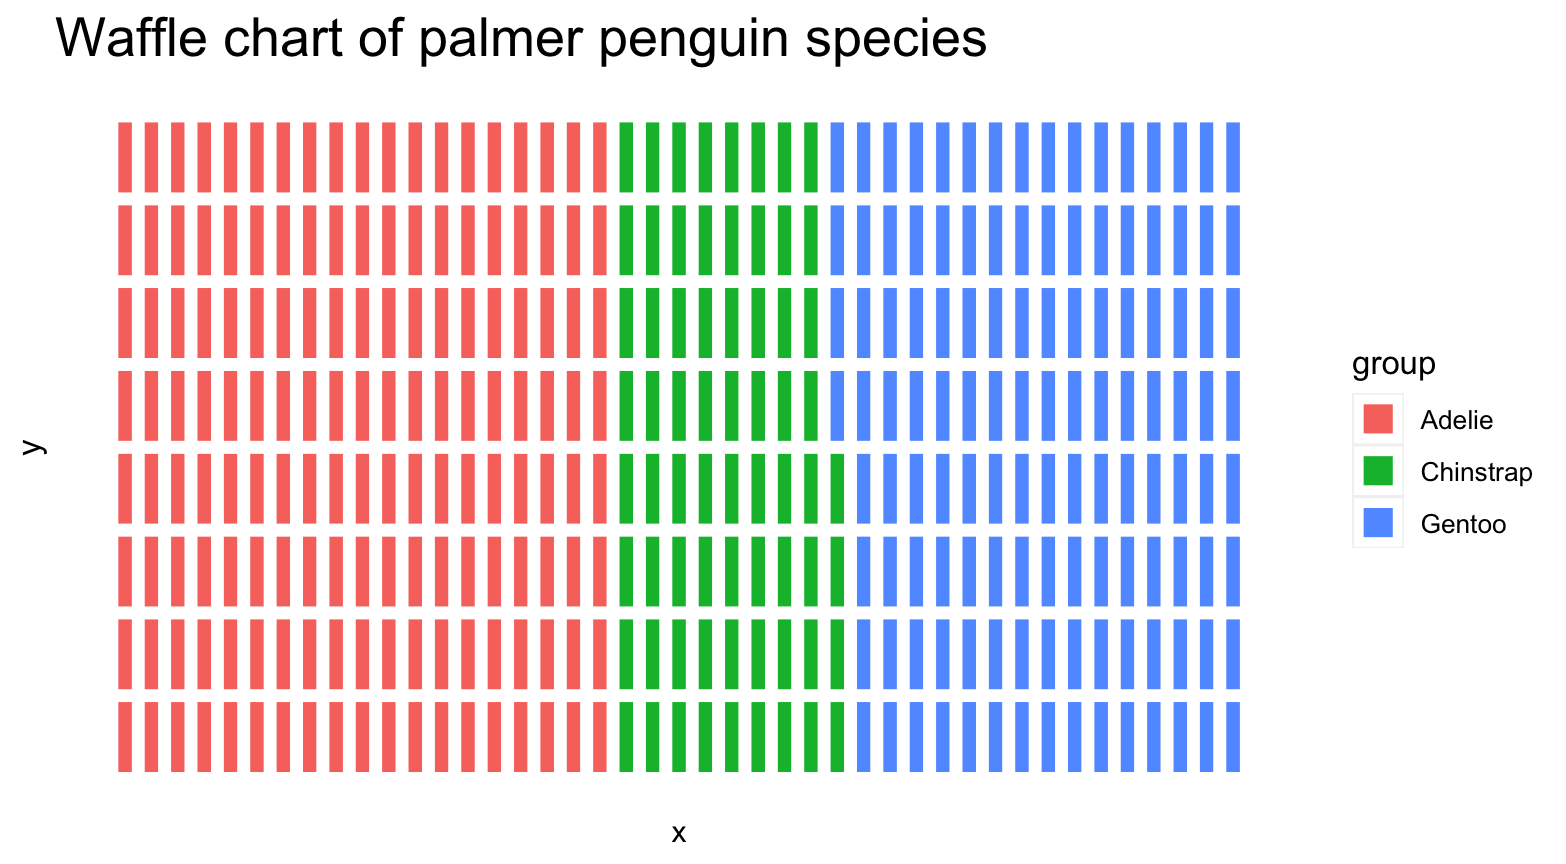 Waffle chart of palmer penguin species
y
x
group
Adelie
Chinstrap
Gentoo